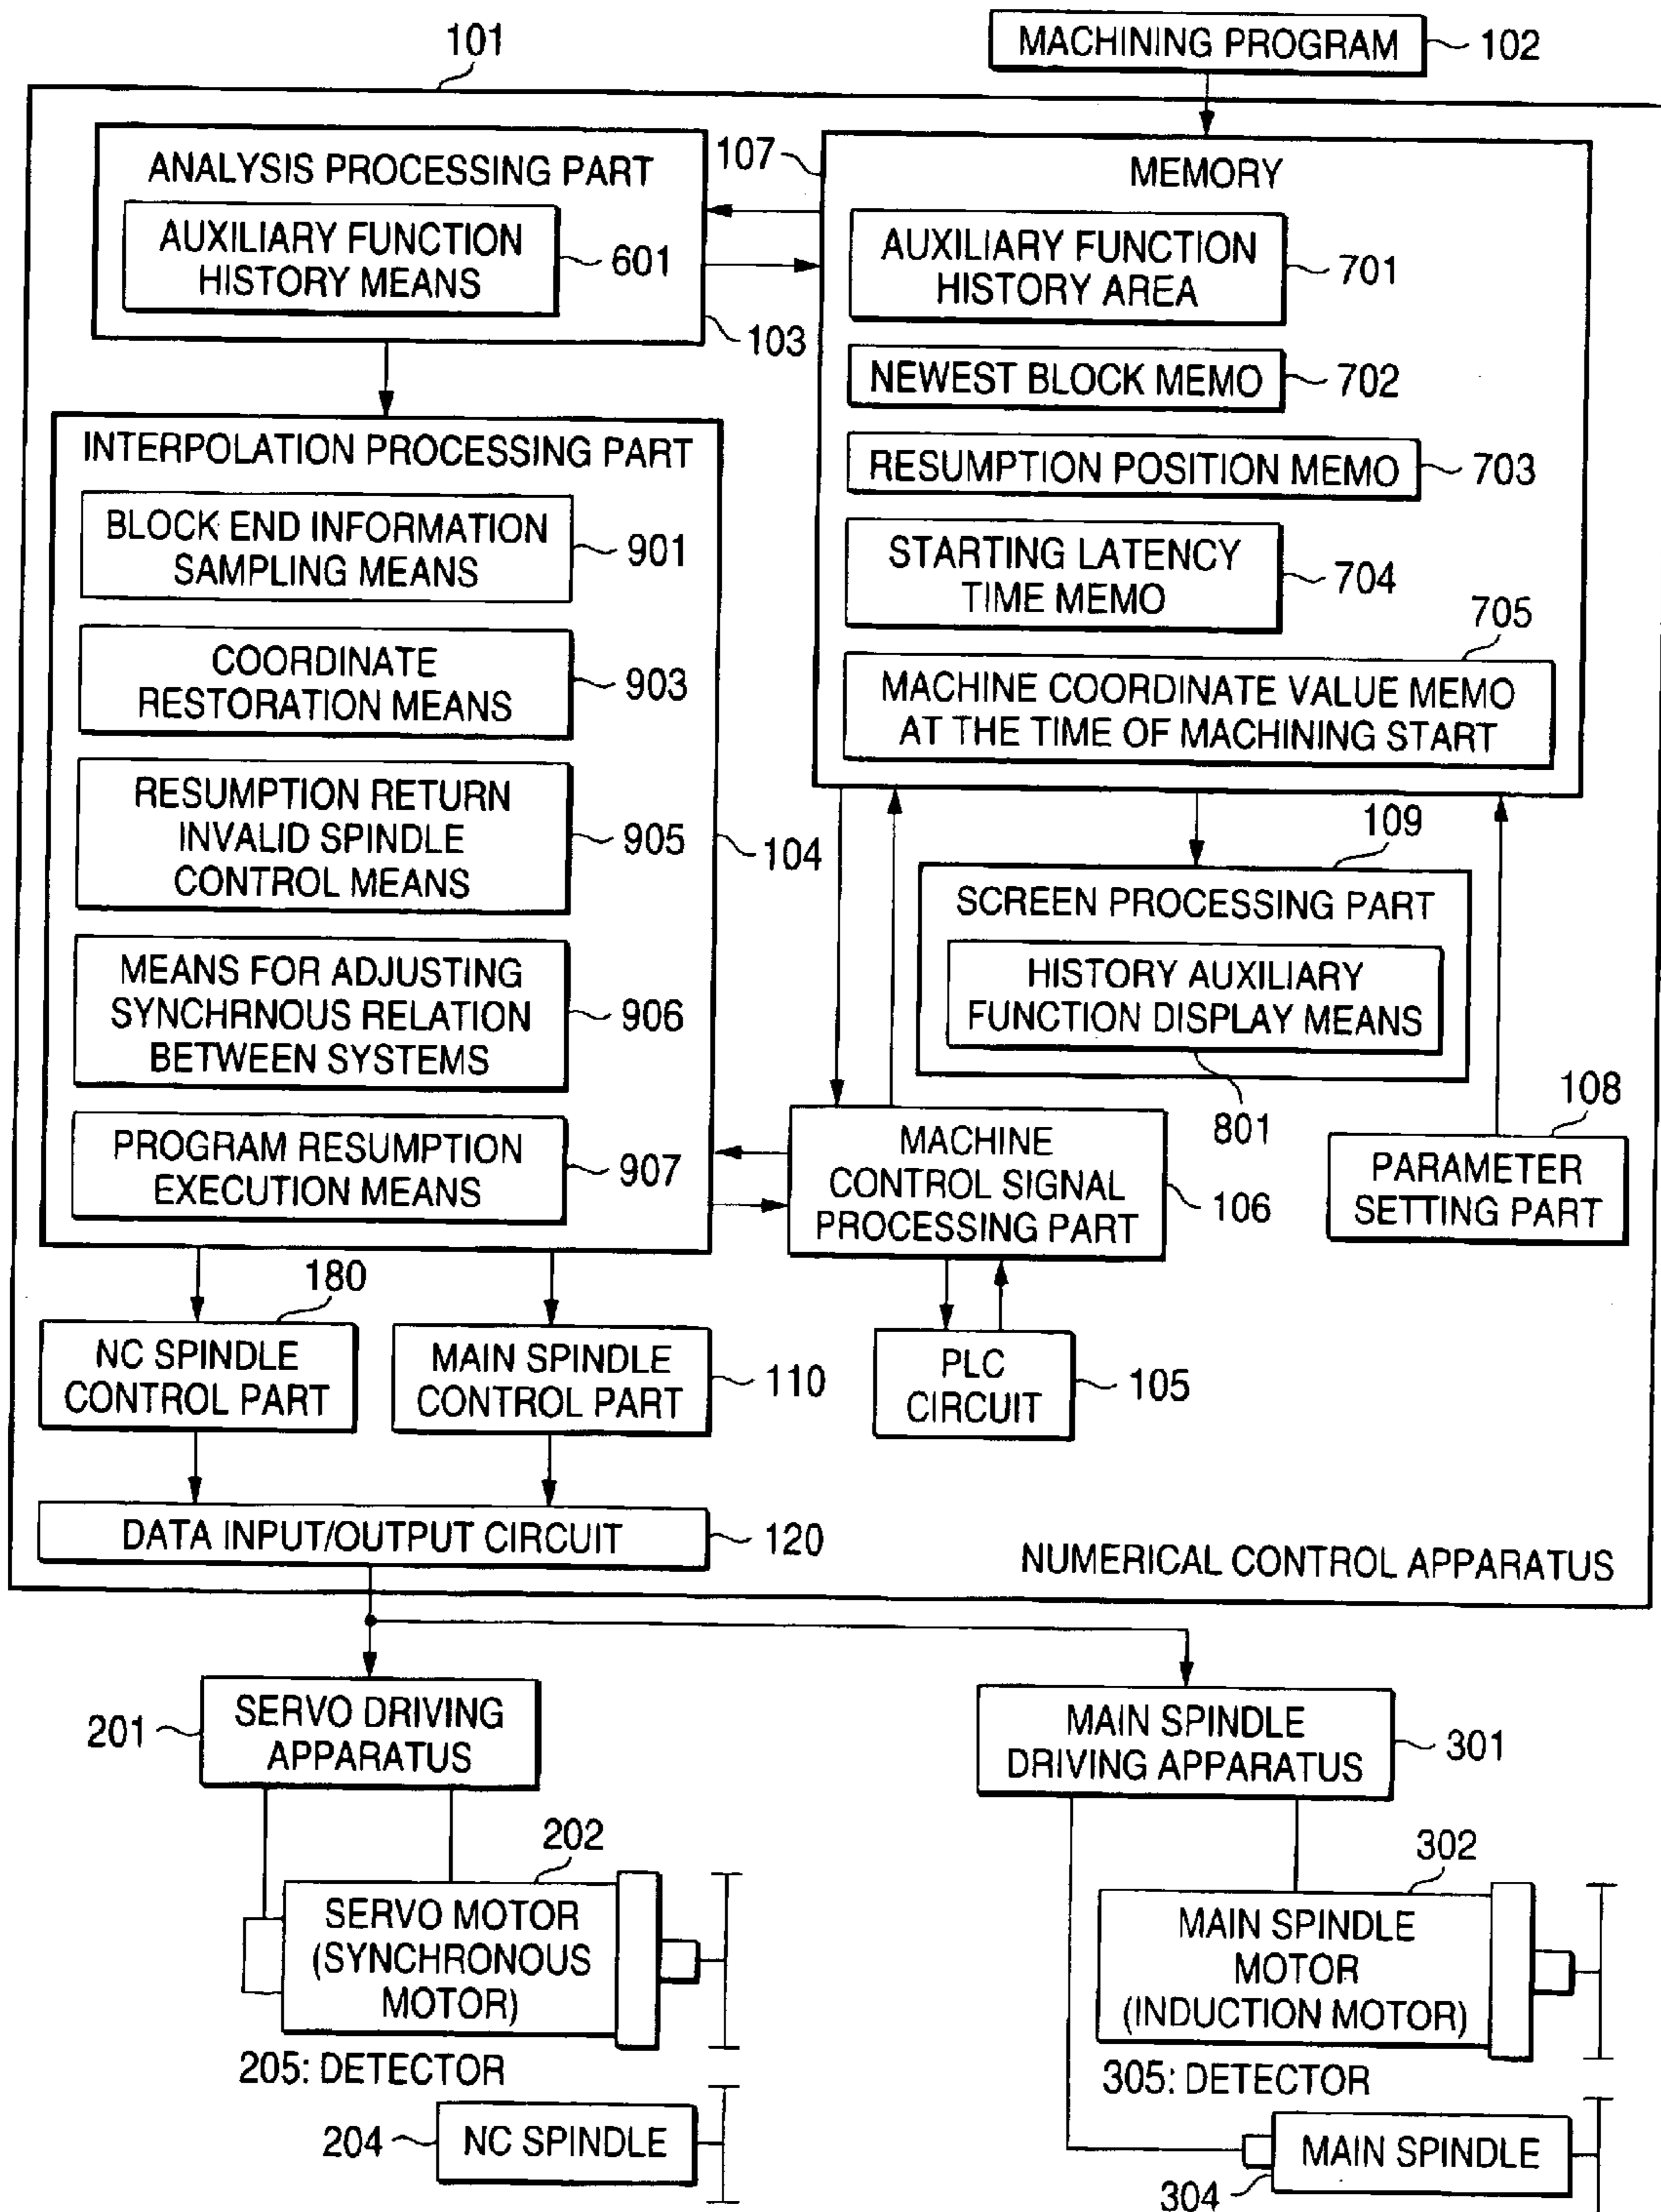 101
MACHINING PROGRAM
102
ANALYSIS PROCESSING PART
AUXILIARY FUNCTION
HISTORY MEANS
601
103
107
MEMORY
AUXILIARY FUNCTION
HISTORY AREA
701
NEWEST BLOCK MEMO
702
RESUMPTION POSITION MEMO
703
STARTING LATENCY
TIME MEMO
704
705
MACHINE COORDINATE VALUE MEMO
AT THE TIME OF MACHINING START
INTERPOLATION PROCESSING PART
BLOCK END INFORMATION
SAMPLING MEANS
901
COORDINATE
RESTORATION MEANS
903
RESUMPTION RETURN
INVALID SPINDLE
CONTROL MEANS
905
104
MEANS FOR ADJUSTING
SYNCHRNOUS RELATION
BETWEEN SYSTEMS
906
PROGRAM RESUMPTION
EXECUTION MEANS
907
109
SCREEN PROCESSING PART
HISTORY AUXILIARY
FUNCTION DISPLAY MEANS
801
MACHINE
CONTROL SIGNAL
PROCESSING PART
106
108
PARAMETER
SETTING PART
180
NC SPINDLE
CONTROL PART
MAIN SPINDLE
CONTROL PART
110
PLC
CIRCUIT
105
DATA INPUT/OUTPUT CIRCUIT
120
NUMERICAL CONTROL APPARATUS
201
SERVO DRIVING
APPARATUS
MAIN SPINDLE
DRIVING APPARATUS
301
202
SERVO MOTOR
(SYNCHRONOUS
MOTOR)
205: DETECTOR
204
NC SPINDLE
302
MAIN SPINDLE
MOTOR
(INDUCTION MOTOR)
305: DETECTOR
MAIN SPINDLE
304